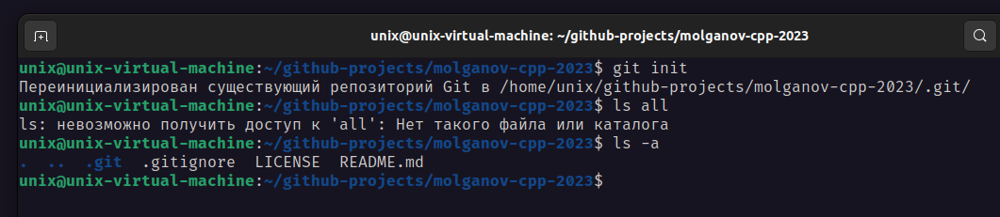 unix@unix-virtual-machine: ~/github-projects/molganov-cpp-2023
unix@unix-virtual-machine:~/github-projects/molganov-cpp-2023$ git init
Переинициализирован существующий репозиторий Git в /home/unix/github-projects/molganov-cpp-2023/.git/
unix@unix-virtual-machine:~/github-projects/molganov-cpp-2023$ ls all
ls: невозможно получить доступ к 'all': Нет такого файла или каталога
unix@unix-virtual-machine:~/github-projects/molganov-cpp-2023$ ls -a
.  ..  .git  .gitignore  LICENSE  README.md
unix@unix-virtual-machine:~/github-projects/molganov-cpp-2023$